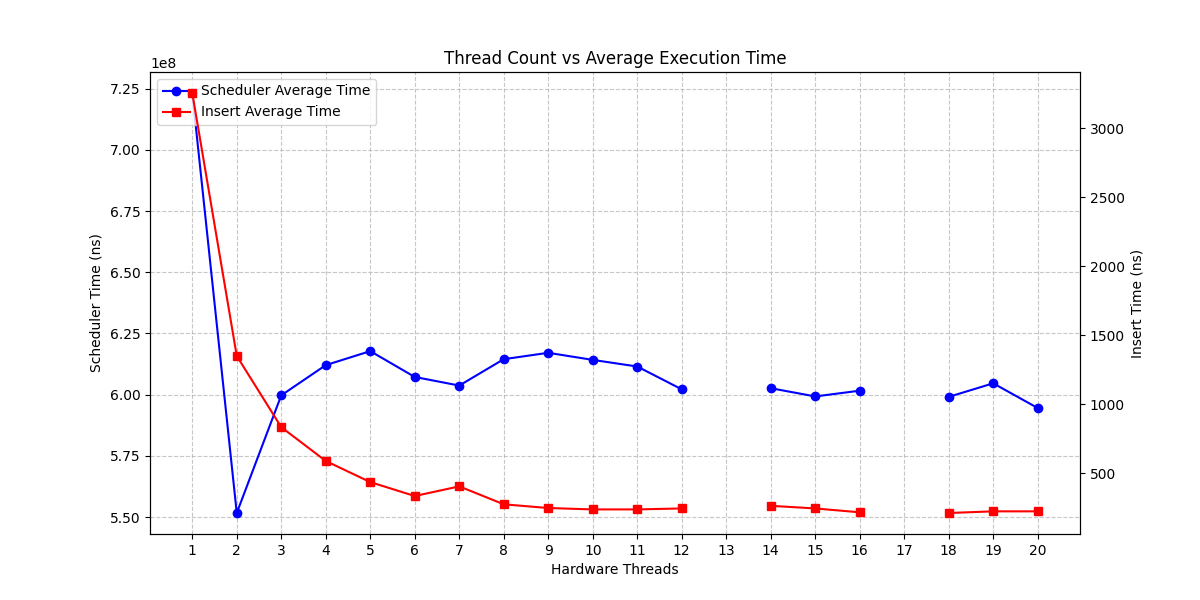 Thread Count vs Average Execution Time
1e8
Scheduler Average Time
Insert Average Time
7.25
7.00
6.75
6.50
6.25
6.00
5.75
5.50
Scheduler Time (ns)
3000
2500
2000
1500
1000
500
Insert Time (ns)
1 2 3 4 5 6 7 8 9 10 11 12 13 14 15 16 17 18 19 20
Hardware Threads